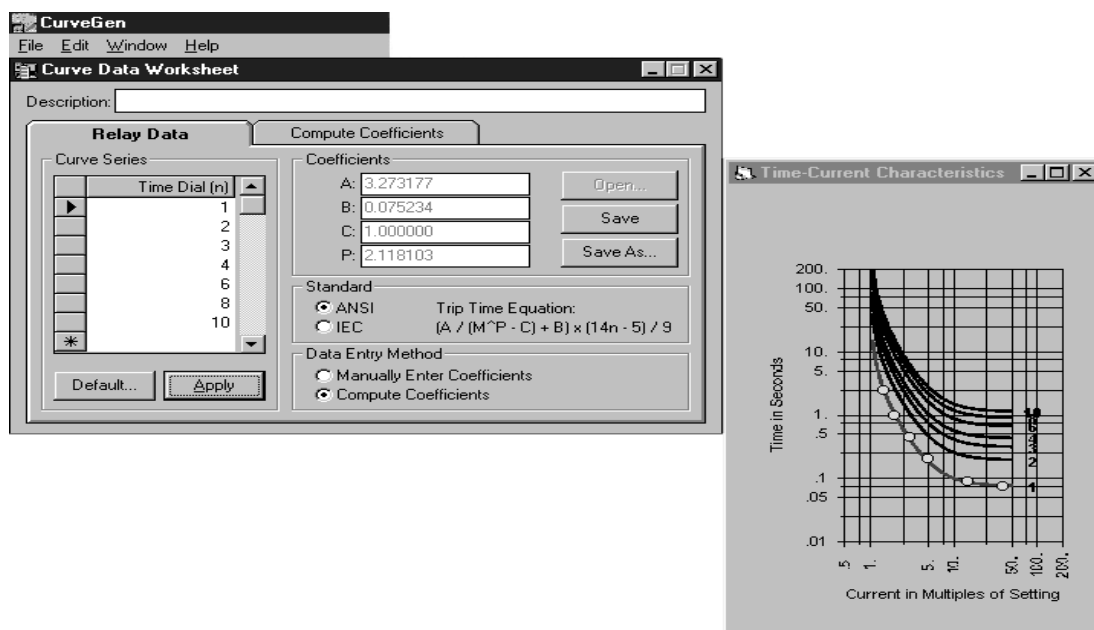 CurveGen
File Edit Window Help
Curve Data Worksheet
Description:
Relay Data
Compute Coefficients
Curve Series
Time Dial (n)
1
2
3
4
6
8
10
Default...
Apply
Coefficients
A: 3.273177
B: 0.075234
C: 1.000000
P: 2.118103
Open...
Save
Save As...
Standard
ANSI
IEC
Trip Time Equation:
(A / (M^P - C) + B) x (14n - 5) / 9
Data Entry Method
Manually Enter Coefficients
Compute Coefficients
Time-Current Characteristics
Time in Seconds
200.
100.
50.
10.
5.
1.
.5
.1
.05
.01
4
2
1
.5
1.
5.
10.
50.
100.
200.
Current in Multiples of Setting